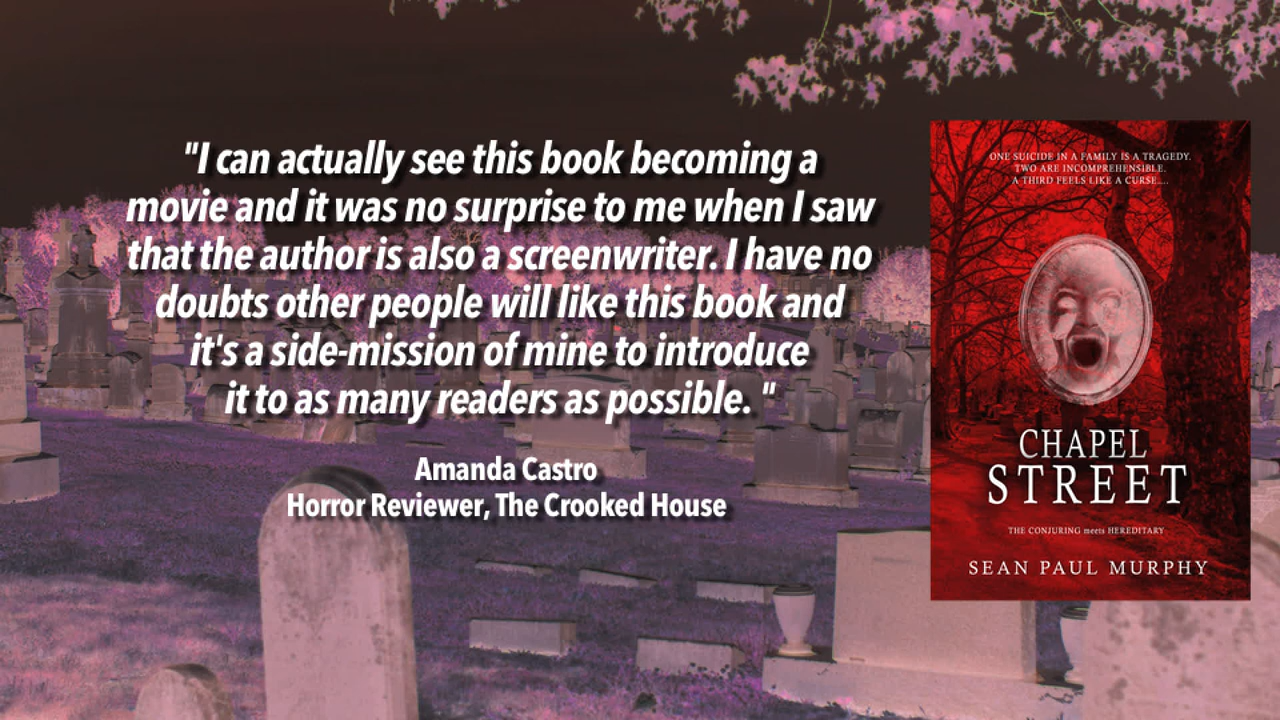 "I can actually see this book becoming a
movie and it was no surprise to me when I saw
that the author is also a screenwriter. I have no
doubts other people will like this book and
it's a side-mission of mine to introduce
it to as many readers as possible. "
Amanda Castro
Horror Reviewer, The Crooked House
ONE SUICIDE IN A FAMILY IS A TRAGEDY.
TWO ARE INCOMPREHENSIBLE.
A THIRD FEELS LIKE A CURSE....
CHAPEL
STREET
THE CONJURING meets HEREDITARY
SEAN PAUL MURPHY